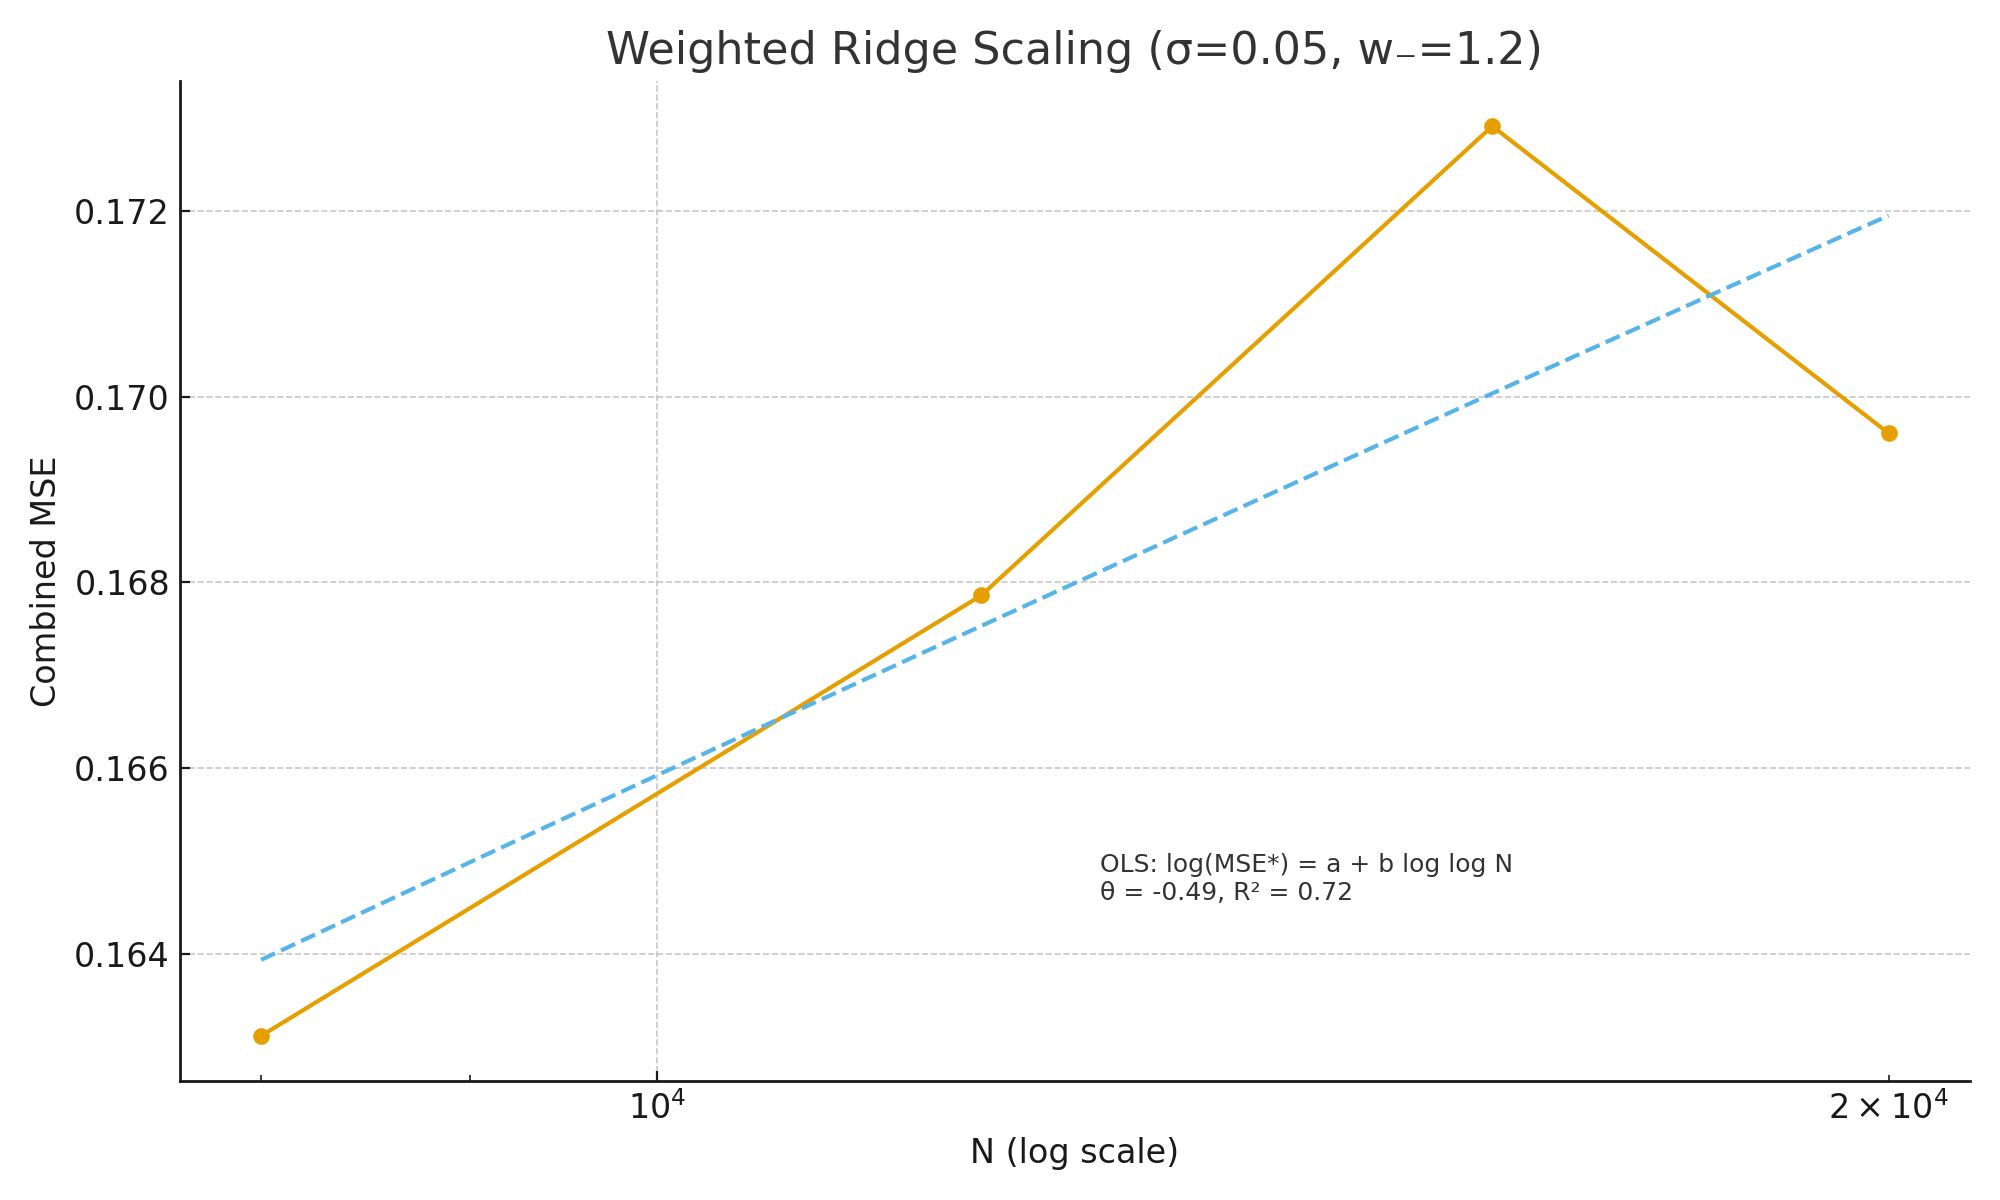 Weighted Ridge Scaling (σ=0.05, w₋=1.2)
Combined MSE
0.172
0.170
0.168
0.166
0.164
OLS: log(MSE*) = a + b log log N
θ = -0.49, R² = 0.72
10⁴
2 × 10⁴
N (log scale)